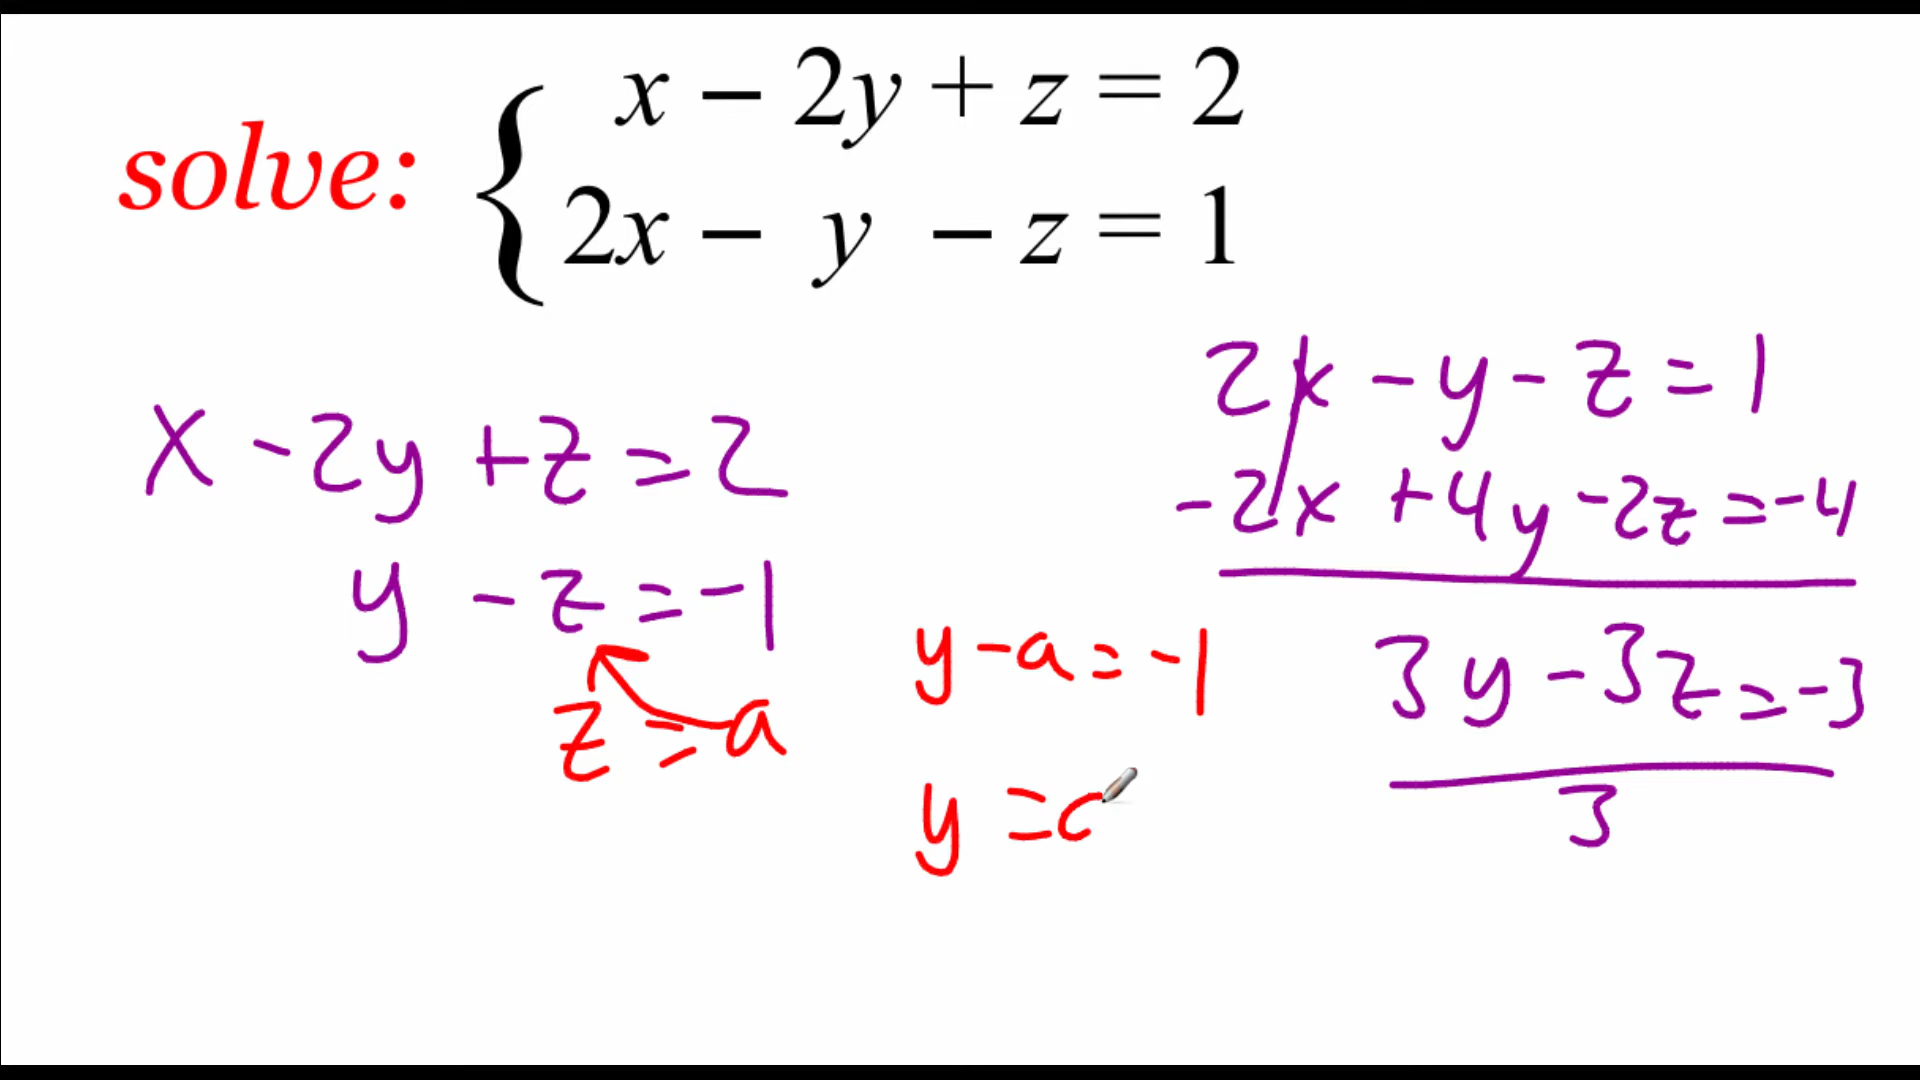 solve:
x − 2y + z = 2
2x − y − z = 1
2x - y - z = 1
x - 2y + z = 2
-2x + 4y - 2z = -4
y - z = -1
y - a = -1
3y - 3z = -3
z = a
3
y = a